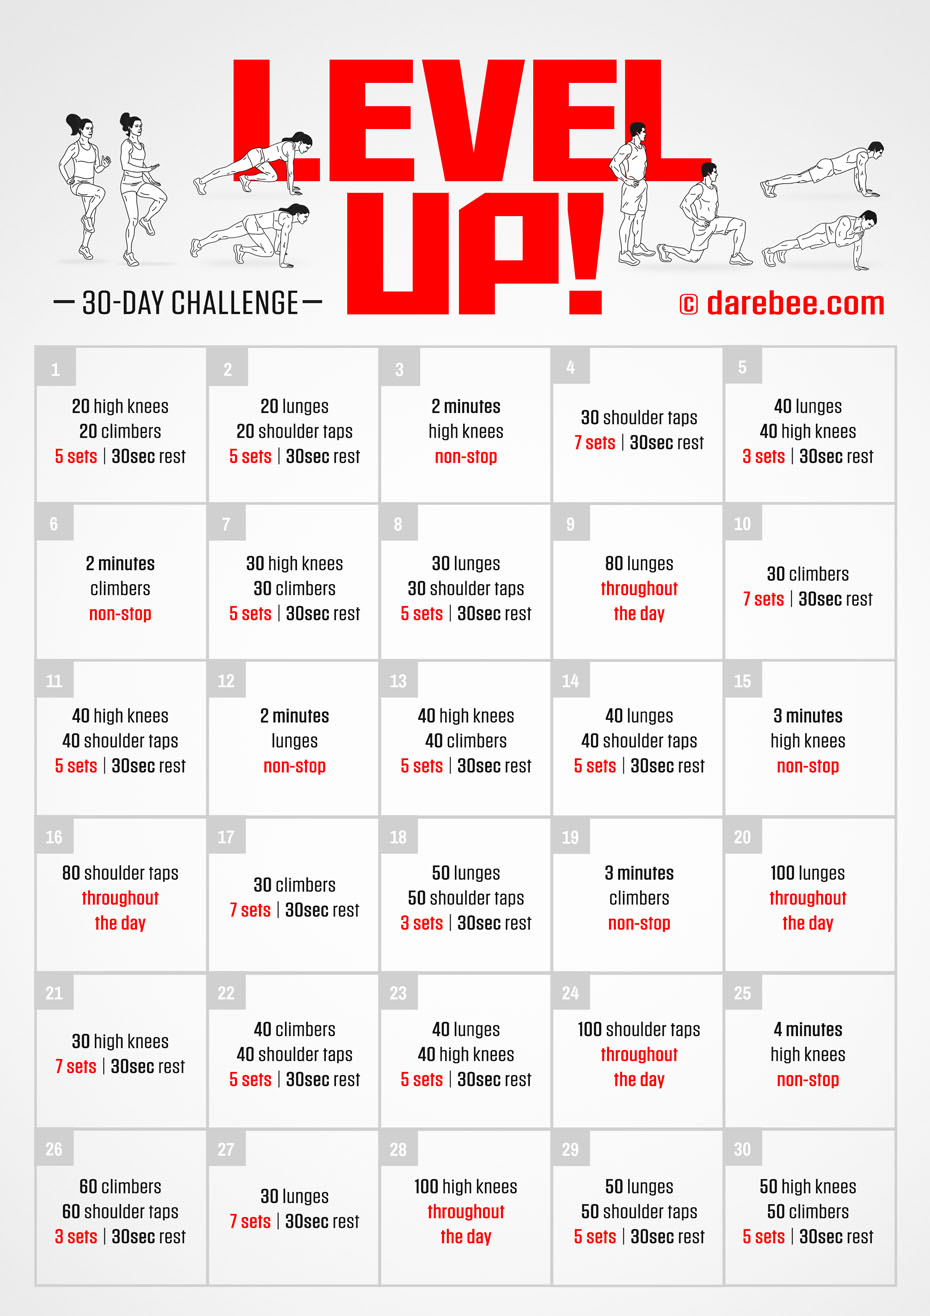 LEVEL
UP!
30-DAY CHALLENGE
© darebee.com
1
20 high knees
20 climbers
5 sets | 30sec rest
2
20 lunges
20 shoulder taps
5 sets | 30sec rest
3
2 minutes
high knees
non-stop
4
30 shoulder taps
7 sets | 30sec rest
5
40 lunges
40 high knees
3 sets | 30sec rest
6
2 minutes
climbers
non-stop
7
30 high knees
30 climbers
5 sets | 30sec rest
8
30 lunges
30 shoulder taps
5 sets | 30sec rest
9
80 lunges
throughout
the day
10
30 climbers
7 sets | 30sec rest
11
40 high knees
40 shoulder taps
5 sets | 30sec rest
12
2 minutes
lunges
non-stop
13
40 high knees
40 climbers
5 sets | 30sec rest
14
40 lunges
40 shoulder taps
5 sets | 30sec rest
15
3 minutes
high knees
non-stop
16
80 shoulder taps
throughout
the day
17
30 climbers
7 sets | 30sec rest
18
50 lunges
50 shoulder taps
3 sets | 30sec rest
19
3 minutes
climbers
non-stop
20
100 lunges
throughout
the day
21
30 high knees
7 sets | 30sec rest
22
40 climbers
40 shoulder taps
5 sets | 30sec rest
23
40 lunges
40 high knees
5 sets | 30sec rest
24
100 shoulder taps
throughout
the day
25
4 minutes
high knees
non-stop
26
60 climbers
60 shoulder taps
3 sets | 30sec rest
27
30 lunges
7 sets | 30sec rest
28
100 high knees
throughout
the day
29
50 lunges
50 shoulder taps
5 sets | 30sec rest
30
50 high knees
50 climbers
5 sets | 30sec rest